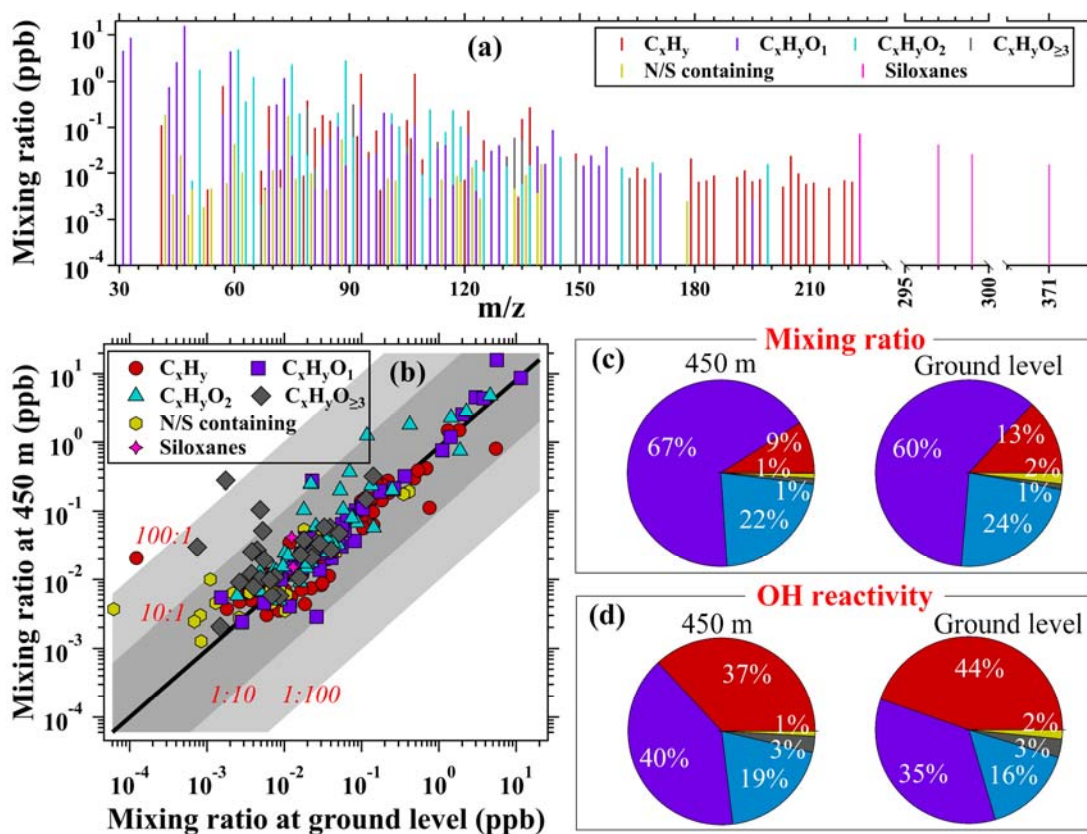 (a)
CxHy CxHyO1 CxHyO2 CxHyO≥3
N/S containing Siloxanes
Mixing ratio (ppb)
10^1
10^0
10^-1
10^-2
10^-3
10^-4
30 60 90 120 150 180 210 295 300 371
m/z
(b)
CxHy CxHyO1
CxHyO2 CxHyO≥3
N/S containing
Siloxanes
Mixing ratio at 450 m (ppb)
10^1
10^0
10^-1
10^-2
10^-3
10^-4
100:1
10:1
1:10 1:100
10^-4 10^-3 10^-2 10^-1 10^0 10^1
Mixing ratio at ground level (ppb)
Mixing ratio
(c)
450 m Ground level
67% 9% 1% 1% 22%
60% 13% 2% 1% 24%
OH reactivity
(d)
450 m Ground level
37% 1% 3% 19% 40%
44% 2% 3% 16% 35%